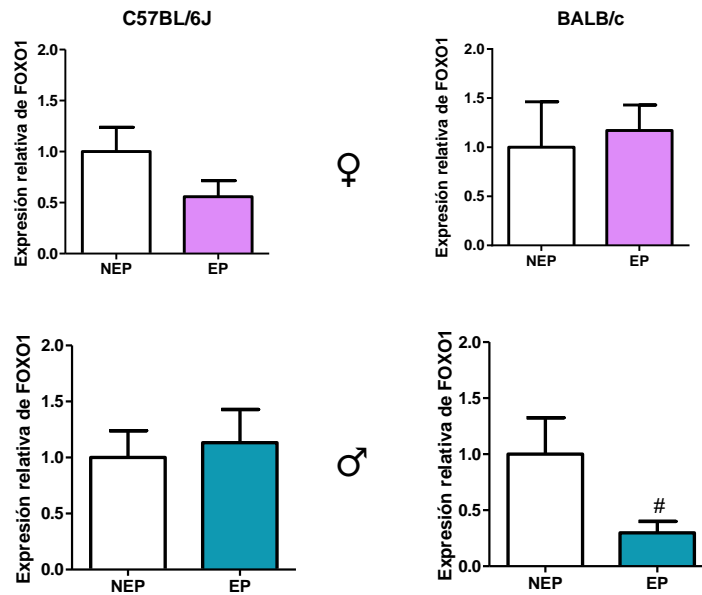 C57BL/6J
BALB/c
Expresión relativa de FOXO1
2.0
1.5
1.0
0.5
0.0
NEP
EP
♀
Expresión relativa de FOXO1
2.0
1.5
1.0
0.5
0.0
NEP
EP
Expresión relativa de FOXO1
2.0
1.5
1.0
0.5
0.0
NEP
EP
♂
Expresión relativa de FOXO1
2.0
1.5
1.0
0.5
0.0
#
NEP
EP